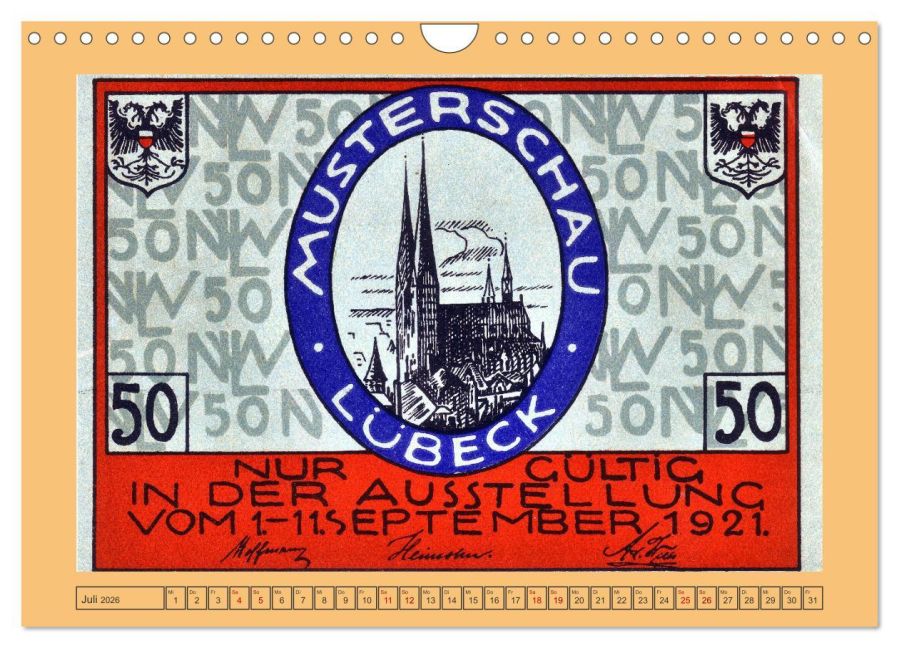 MUSTERSCHAU
LÜBECK
50 50
NUR GÜLTIG
IN DER AUSSTELLUNG
VOM 1-11. SEPTEMBER 1921.
Juli 2026
Mi Do Fr Sa So Mo Di Mi Do Fr Sa So Mo Di Mi Do Fr Sa So Mo Di Mi Do Fr Sa So Mo Di Mi Do Fr
1 2 3 4 5 6 7 8 9 10 11 12 13 14 15 16 17 18 19 20 21 22 23 24 25 26 27 28 29 30 31